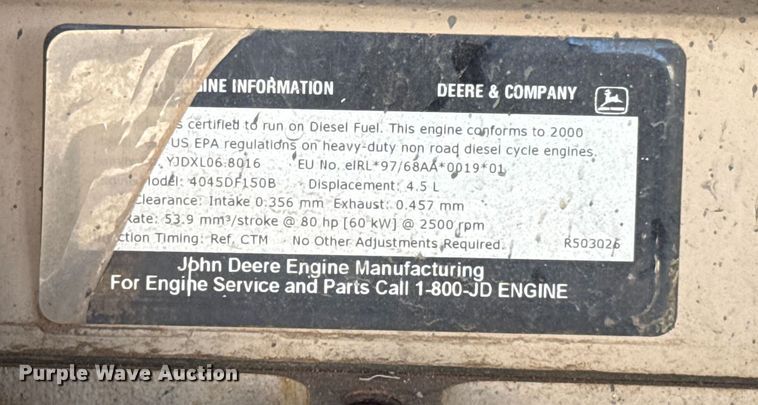 ENGINE INFORMATION DEERE & COMPANY
is certified to run on Diesel Fuel. This engine conforms to 2000
US EPA regulations on heavy-duty non road diesel cycle engines.
YJDXL06.8016 EU No. eIRL*97/68AA*0019*01
Model: 4045DF150B Displacement: 4.5 L
Clearance: Intake 0.356 mm Exhaust: 0.457 mm
Rate: 53.9 mm³/stroke @ 80 hp [60 kW] @ 2500 rpm
ction Timing: Ref. CTM No Other Adjustments Required. R503026
John Deere Engine Manufacturing
For Engine Service and Parts Call 1-800-JD ENGINE
Purple Wave Auction